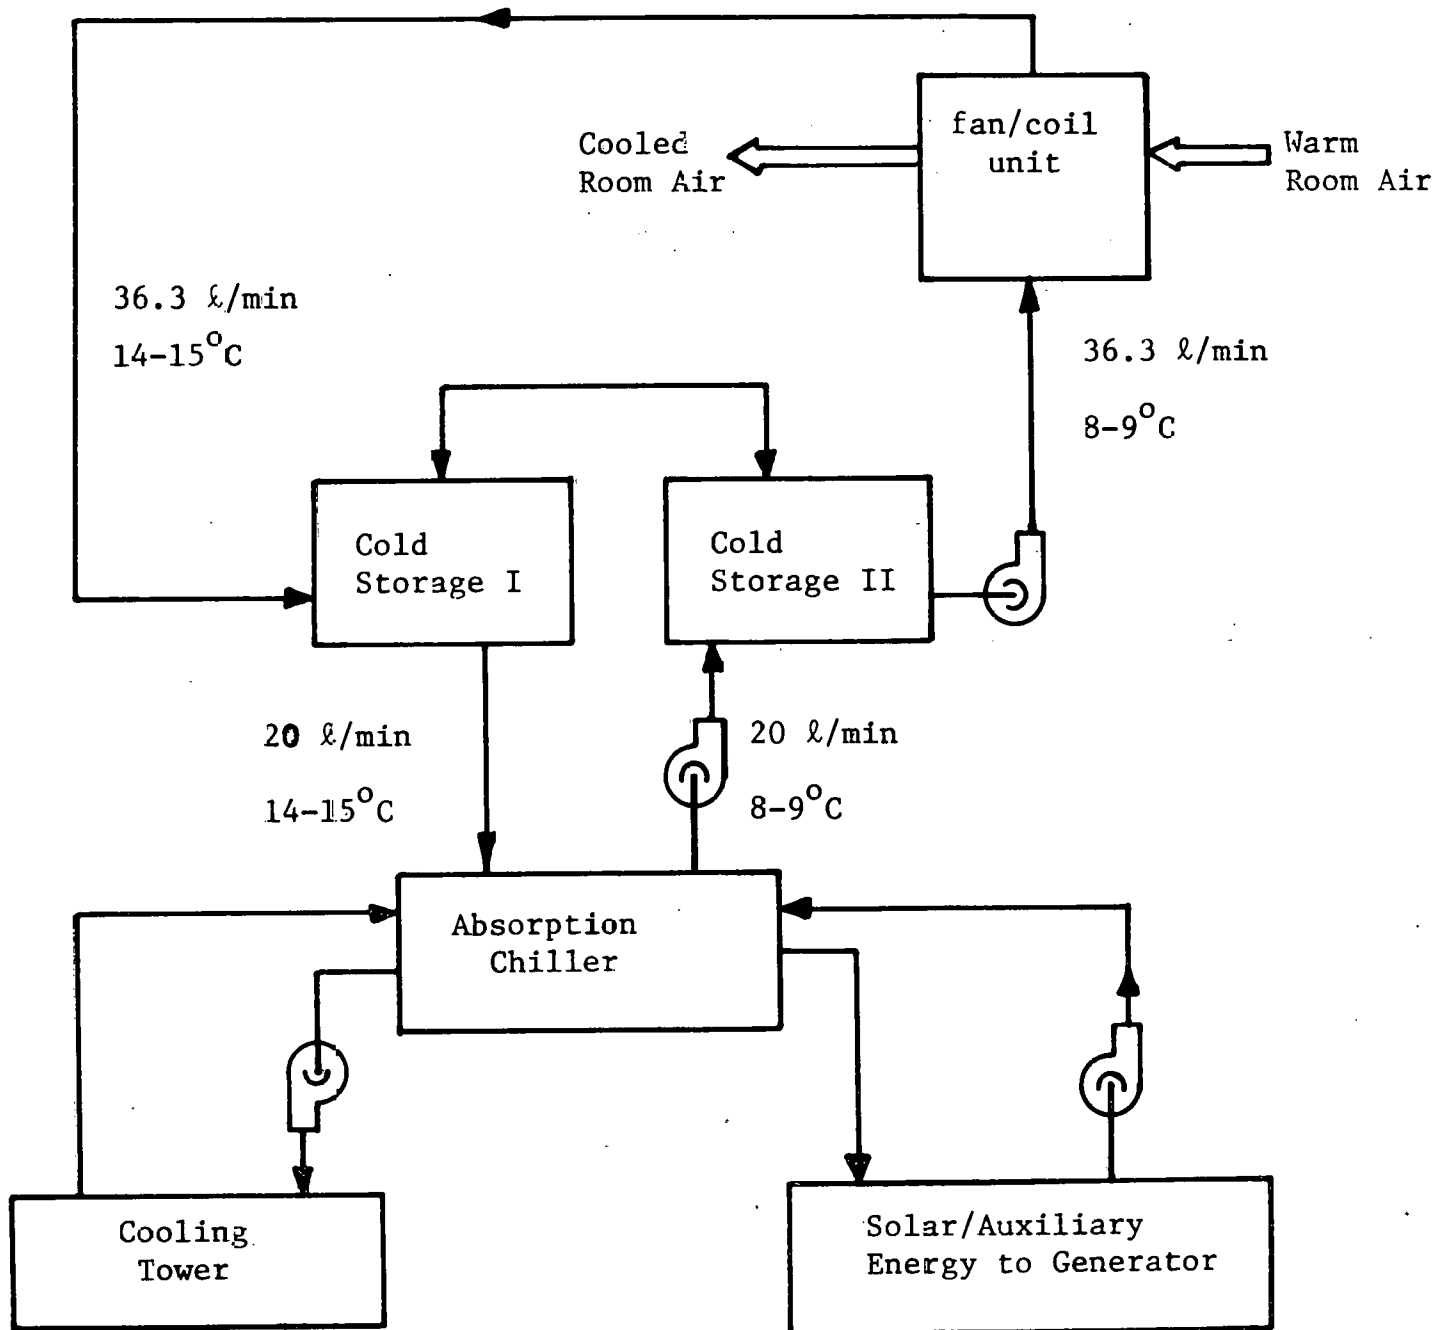 fan/coil
unit
Cooled
Room Air
Warm
Room Air
36.3 ℓ/min
14-15°C
36.3 ℓ/min
8-9°C
Cold
Storage I
Cold
Storage II
20 ℓ/min
14-15°C
20 ℓ/min
8-9°C
Absorption
Chiller
Cooling
Tower
Solar/Auxiliary
Energy to Generator